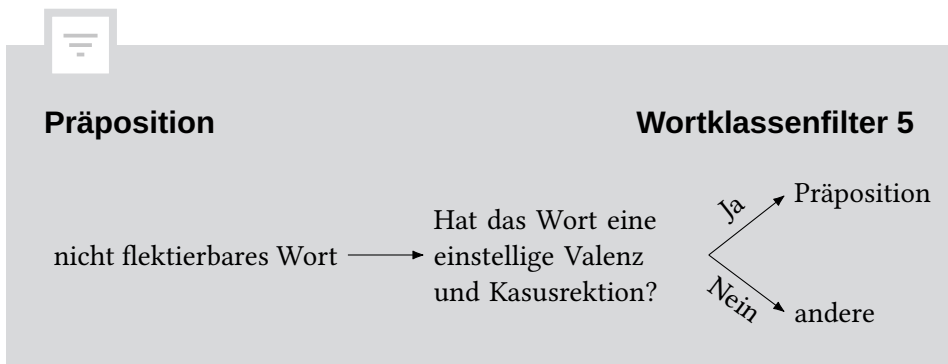 Präposition
Wortklassenfilter 5
nicht flektierbares Wort
Hat das Wort eine
einstellige Valenz
und Kasusrektion?
Ja
Präposition
Nein
andere